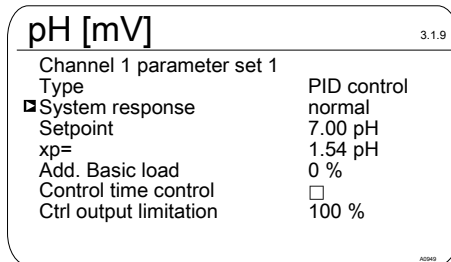 pH [mV] 3.1.9
Channel 1 parameter set 1
Type PID control
System response normal
Setpoint 7.00 pH
xp= 1.54 pH
Add. Basic load 0 %
Control time control
Ctrl output limitation 100 %
A0949